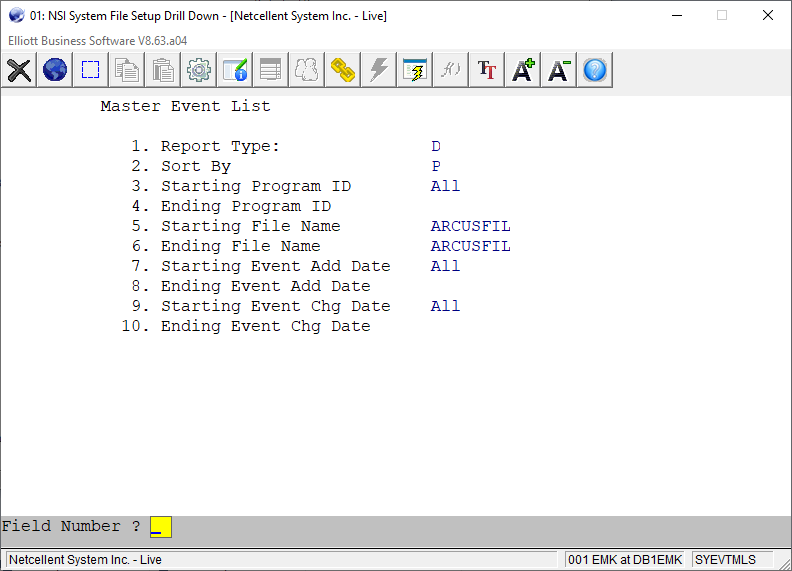 01: NSI System File Setup Drill Down - [Netcellent System Inc. - Live]
Elliott Business Software V8.63.a04
f() TT A+ A- ?
Master Event List
1. Report Type: D
2. Sort By P
3. Starting Program ID All
4. Ending Program ID
5. Starting File Name ARCUSFIL
6. Ending File Name ARCUSFIL
7. Starting Event Add Date All
8. Ending Event Add Date
9. Starting Event Chg Date All
10. Ending Event Chg Date
Field Number ? _
Netcellent System Inc. - Live 001 EMK at DB1EMK SYEVTMLS